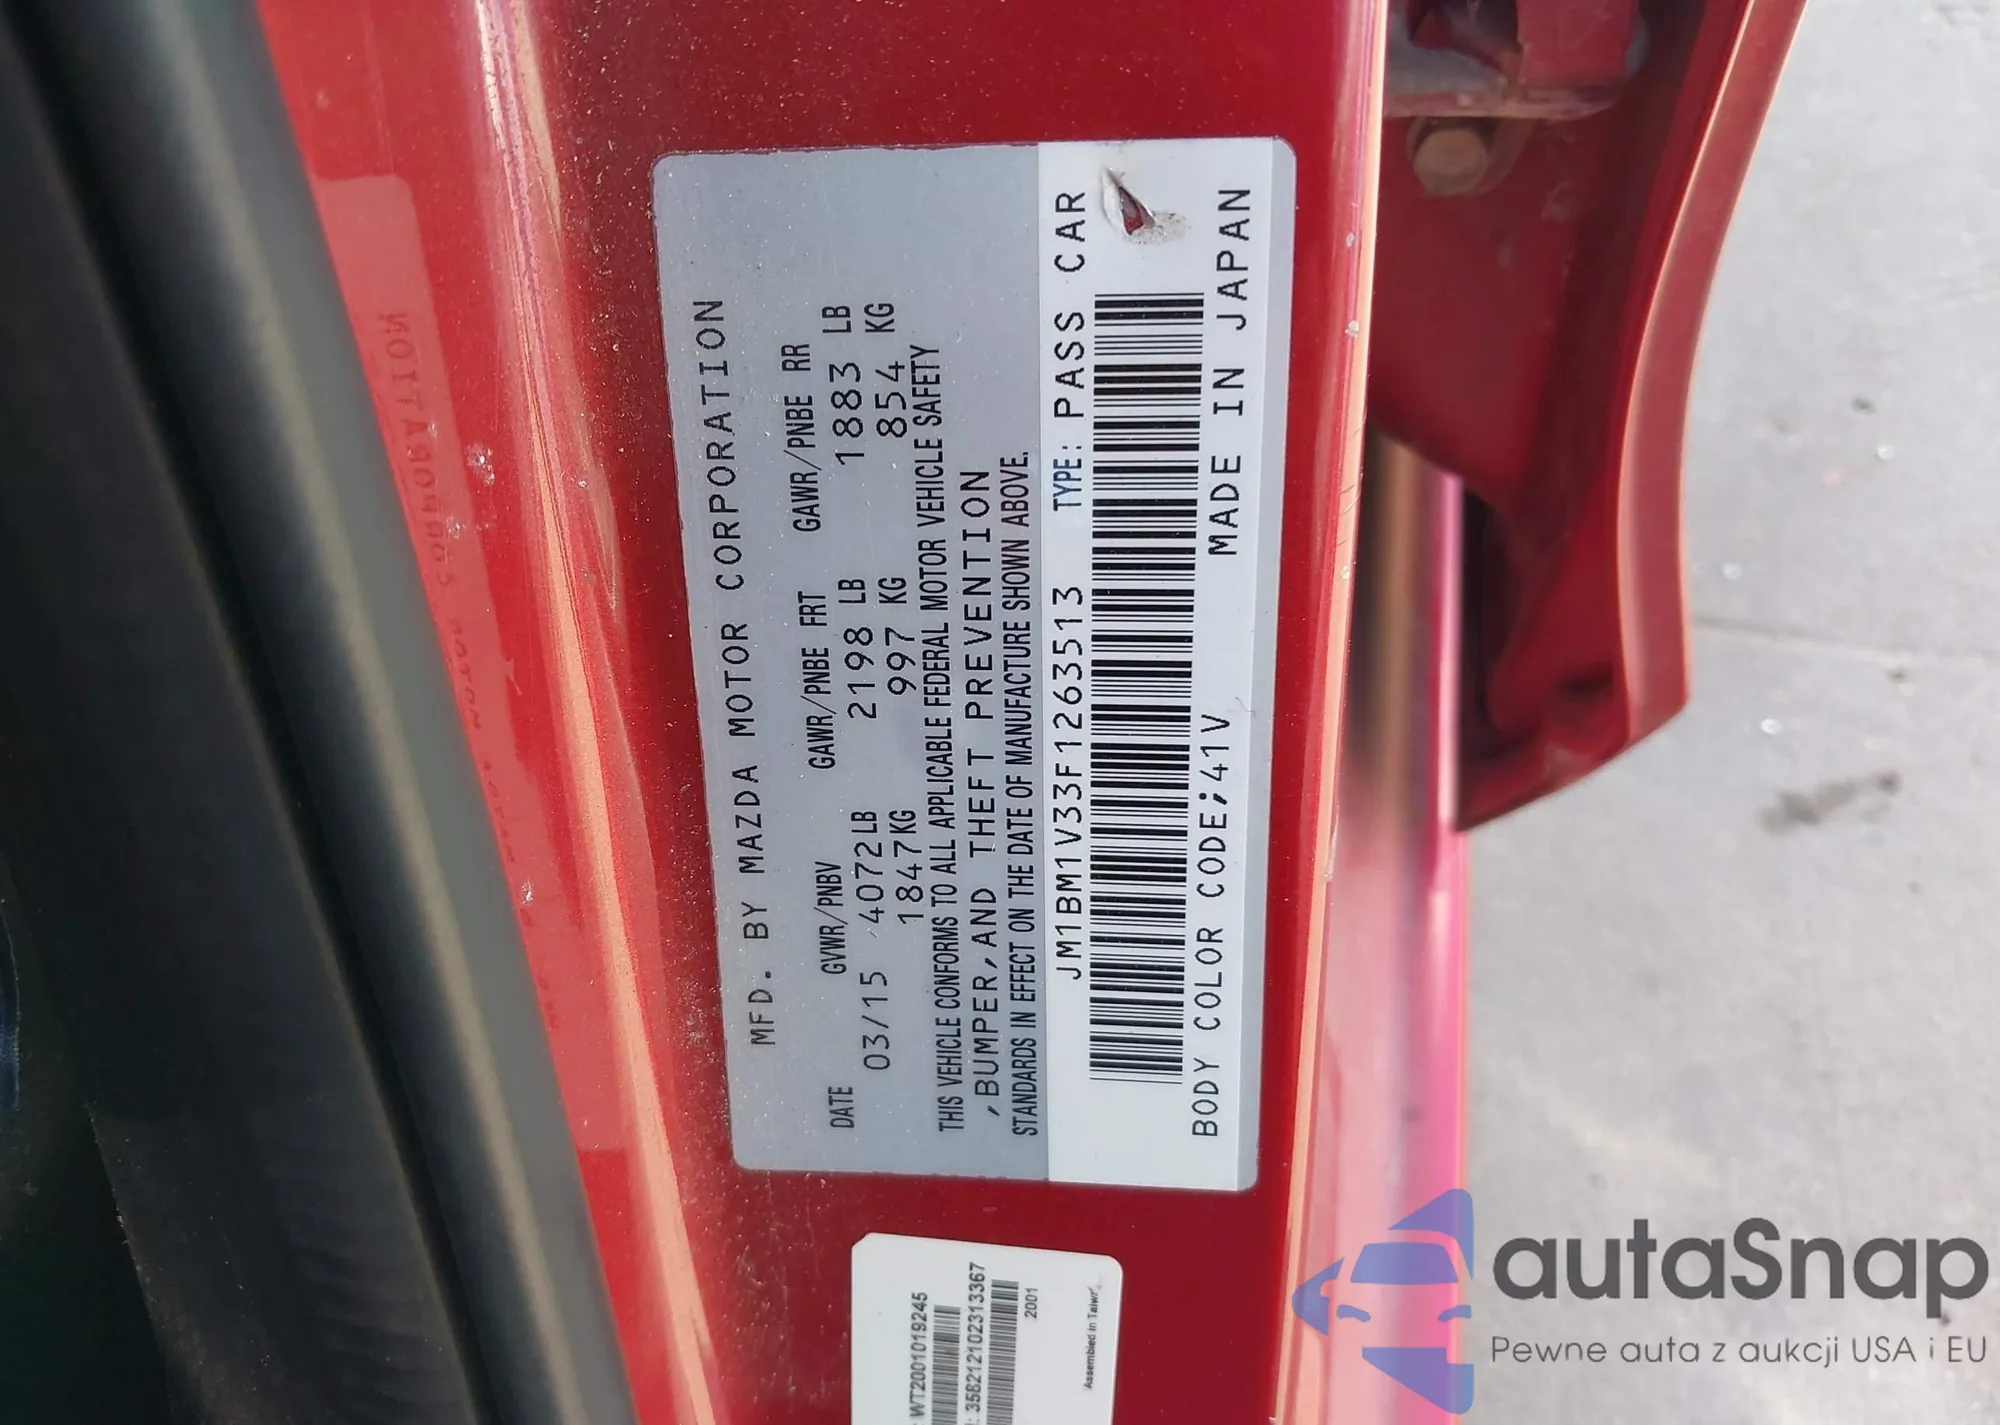 MFD. BY MAZDA MOTOR CORPORATION
DATE GVWR/PNBV GAWR/PNBE FRT GAWR/PNBE RR
03/15 4072LB 2198 LB 1883 LB
1847KG 997 KG 854 KG
THIS VEHICLE CONFORMS TO ALL APPLICABLE FEDERAL MOTOR VEHICLE SAFETY
,BUMPER,AND THEFT PREVENTION
STANDARDS IN EFFECT ON THE DATE OF MANUFACTURE SHOWN ABOVE.
JM1BM1V33F1263513 TYPE: PASS CAR
BODY COLOR CODE;41V MADE IN JAPAN
WT2001019245
358212102313367
2001
Assembled in
autaSnap
Pewne auta z aukcji USA i EU